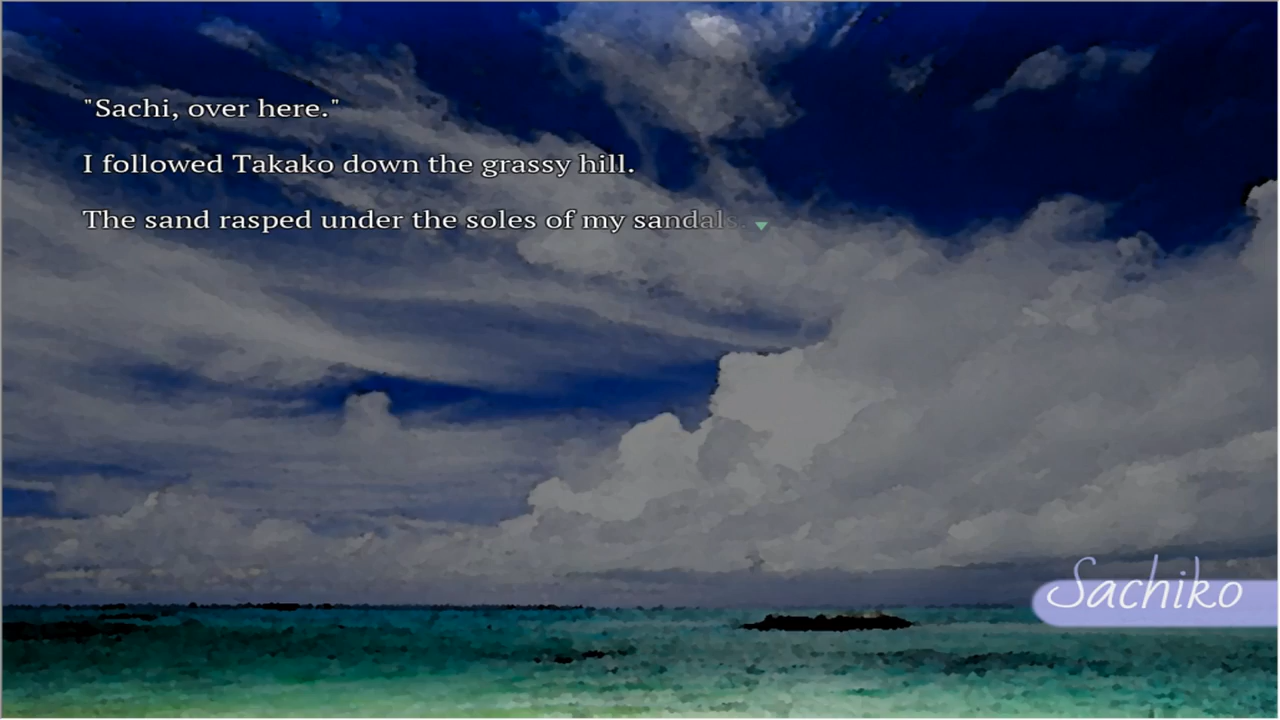 "Sachi, over here."
I followed Takako down the grassy hill.
The sand rasped under the soles of my sandals.
Sachiko